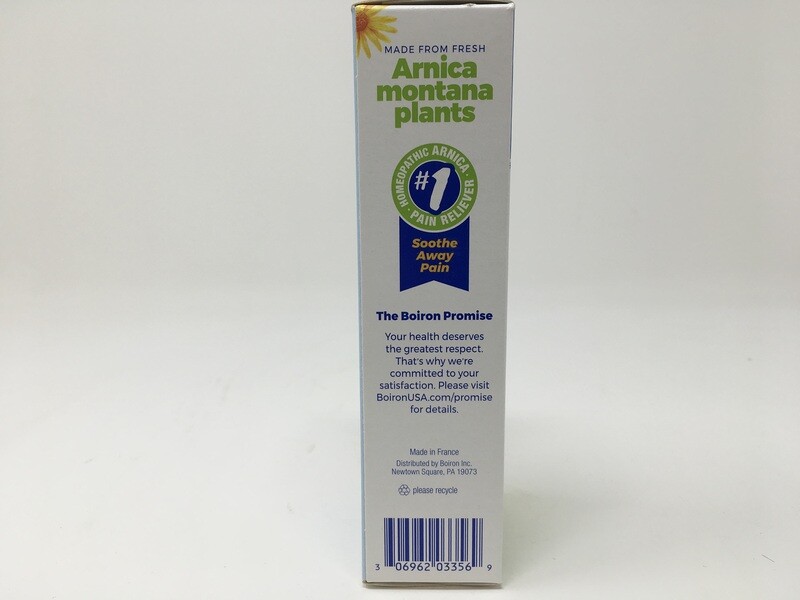 MADE FROM FRESH
Arnica
montana
plants
HOMEOPATHIC ARNICA
#1
PAIN RELIEVER
Soothe
Away
Pain
The Boiron Promise
Your health deserves
the greatest respect.
That's why we're
committed to your
satisfaction. Please visit
BoironUSA.com/promise
for details.
Made in France
Distributed by Boiron Inc.
Newtown Square, PA 19073
please recycle
3 06962 03356 9